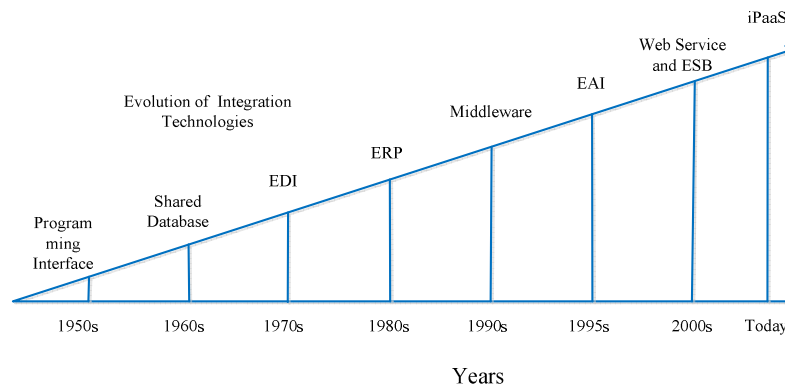 iPaaS
Web Service
and ESB
EAI
Evolution of Integration
Technologies
Middleware
ERP
EDI
Shared
Database
Program
ming
Interface
1950s
1960s
1970s
1980s
1990s
1995s
2000s
Today
Years